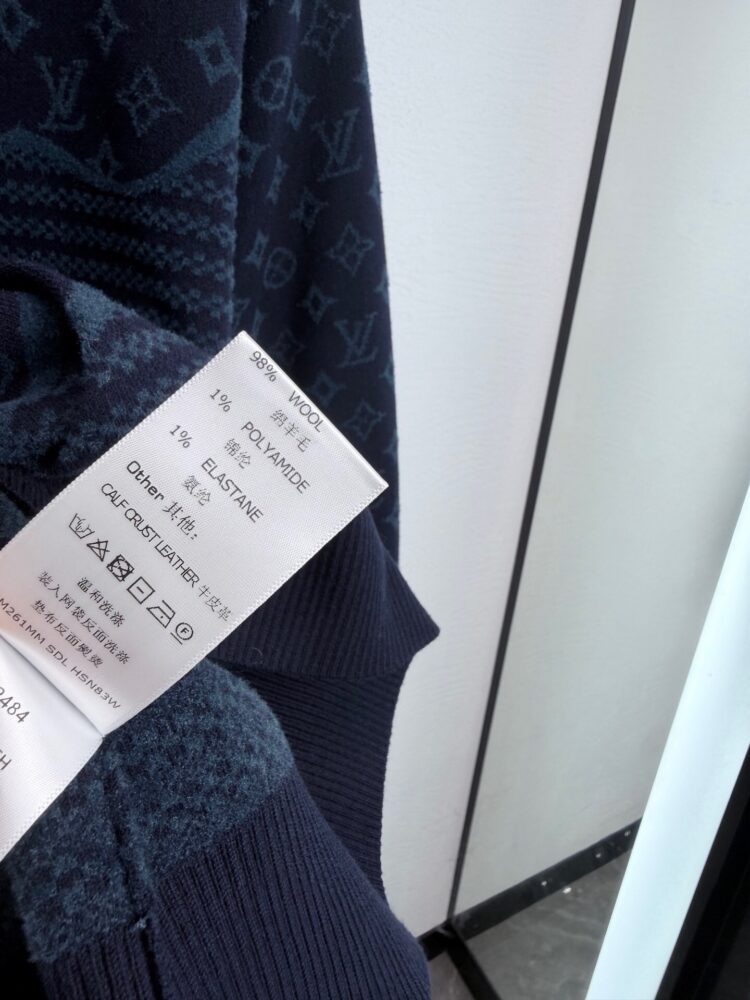 98% WOOL
绵羊毛
1% POLYAMIDE
锦纶
1% ELASTANE
氨纶
Other 其他:
CALF CRUST LEATHER 牛皮革
温和洗涤
装入网袋反面洗涤
垫布反面熨烫
M261MM SDL HSN83W
2484
TH